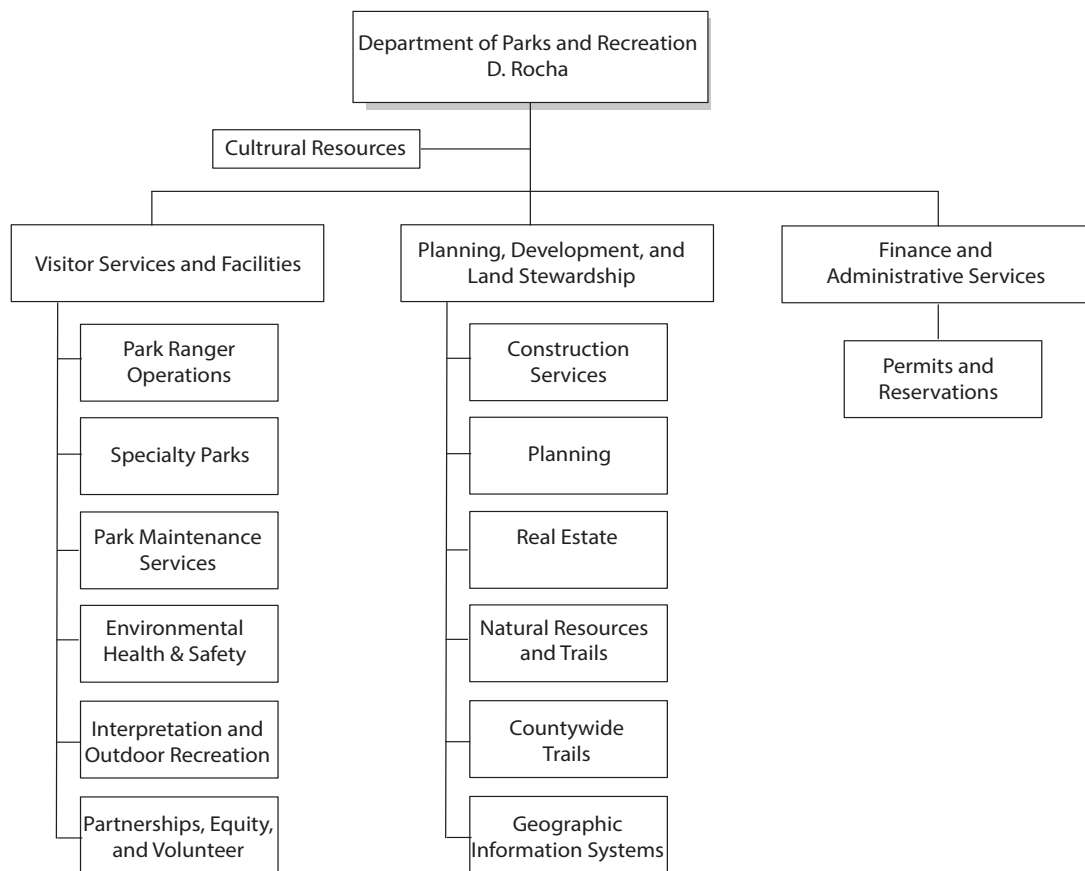 Department of Parks and Recreation
D. Rocha
Cultrural Resources
Visitor Services and Facilities
Planning, Development, and
Land Stewardship
Finance and
Administrative Services
Park Ranger
Operations
Specialty Parks
Park Maintenance
Services
Environmental
Health & Safety
Interpretation and
Outdoor Recreation
Partnerships, Equity,
and Volunteer
Construction
Services
Planning
Real Estate
Natural Resources
and Trails
Countywide
Trails
Geographic
Information Systems
Permits and
Reservations